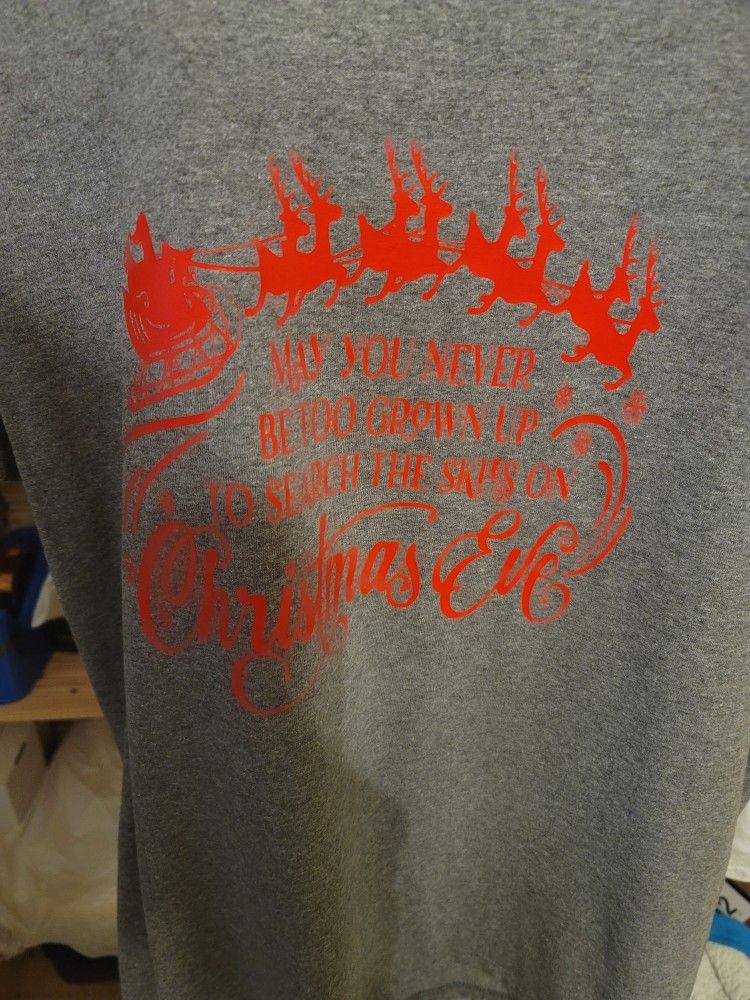 MAY YOU NEVER
BE TOO GROWN UP
TO SEARCH THE SKIES ON
Christmas Eve